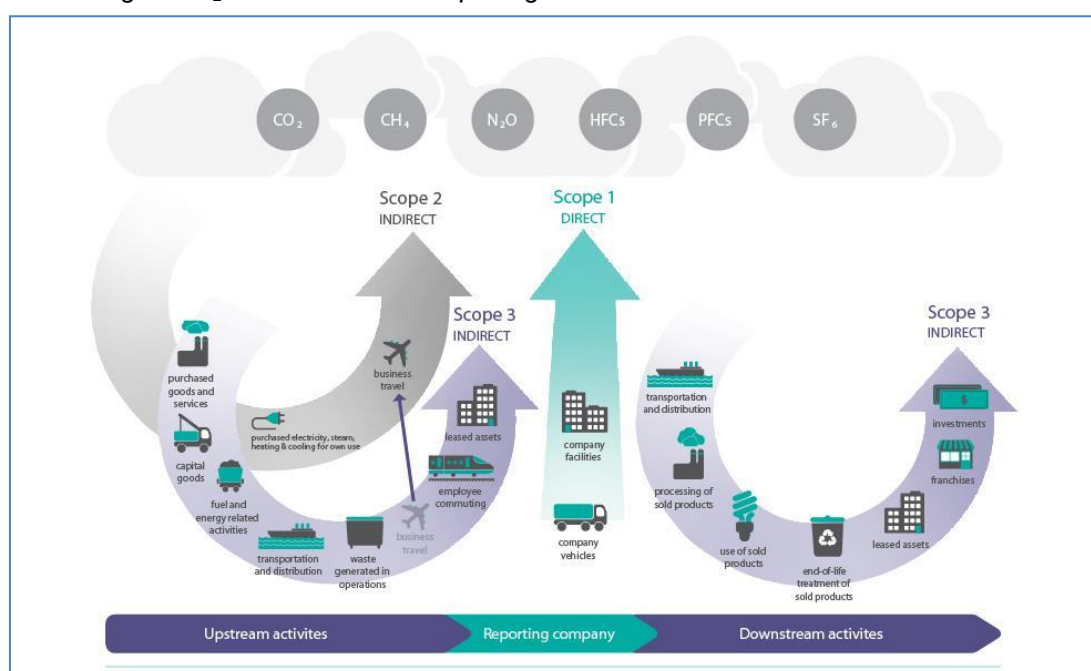 CO₂
CH₄
N₂O
HFCs
PFCs
SF₆
Scope 2
INDIRECT
Scope 1
DIRECT
Scope 3
INDIRECT
Scope 3
INDIRECT
purchased
goods and
services
capital
goods
fuel and
energy related
activities
transportation
and distribution
waste
generated in
operations
business
travel
business
travel
purchased electricity, steam,
heating & cooling for own use
employee
commuting
leased assets
company
facilities
company
vehicles
transportation
and distribution
processing of
sold products
use of sold
products
end-of-life
treatment of
sold products
leased assets
franchises
investments
$
Upstream activites
Reporting company
Downstream activites